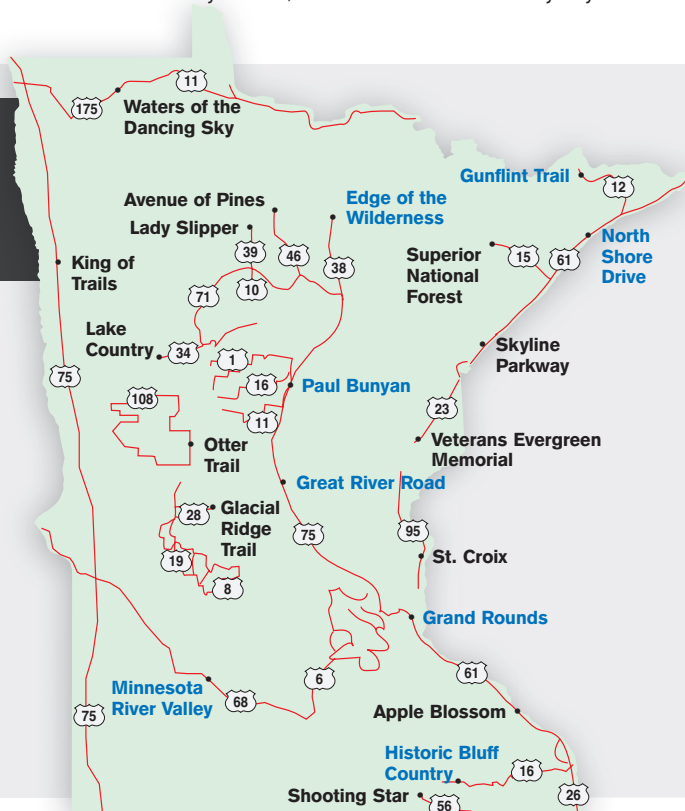 11
175
Waters of the
Dancing Sky
Gunflint Trail
12
Avenue of Pines
Edge of the
Wilderness
Lady Slipper
North
Shore
Drive
39
46
38
Superior
National
Forest
15
61
King of
Trails
71
10
Lake
Country
34
1
Skyline
Parkway
75
108
16
Paul Bunyan
11
23
Otter
Trail
Veterans Evergreen
Memorial
Great River Road
28
Glacial
Ridge
Trail
75
95
19
8
St. Croix
Grand Rounds
6
61
Minnesota
River Valley
68
75
Apple Blossom
Historic Bluff
Country
16
Shooting Star
56
26